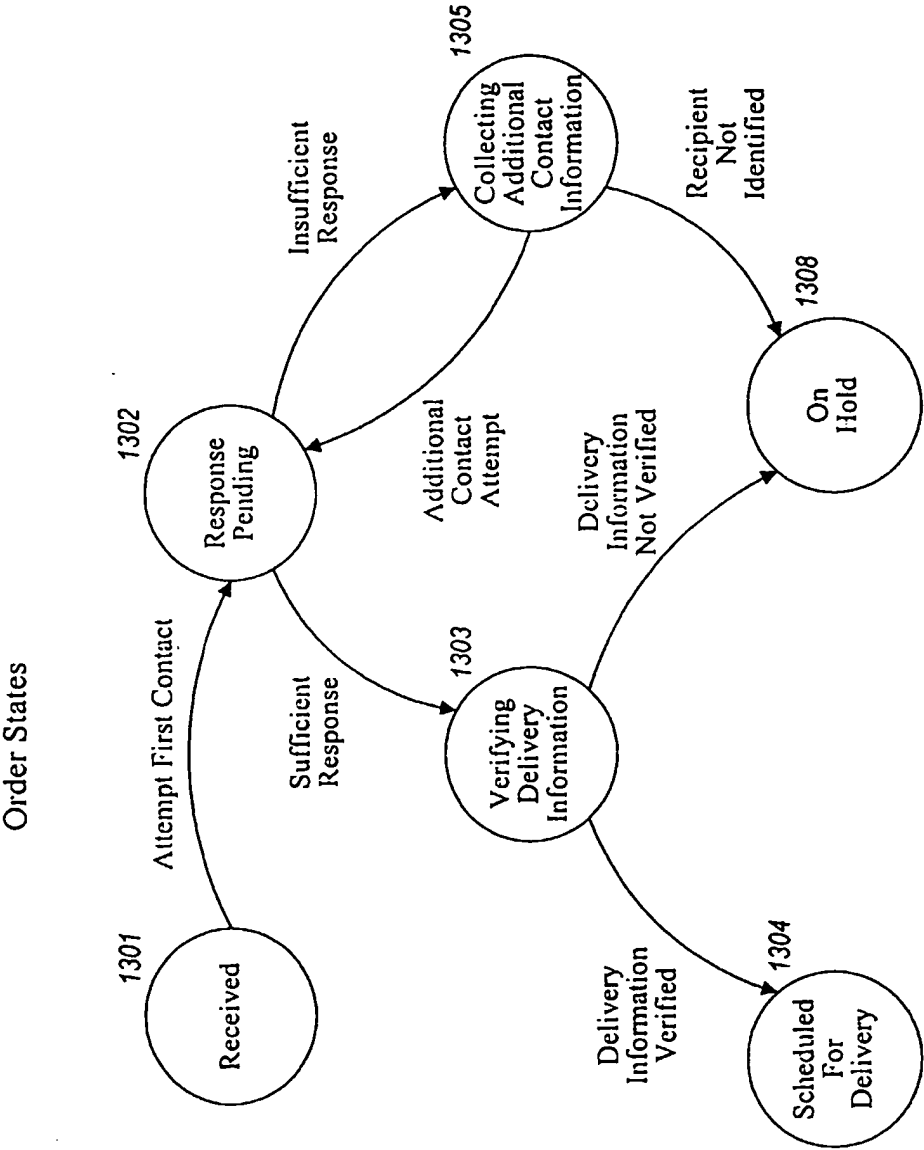 Order States
1301
Received
Attempt First Contact
1302
Response
Pending
Insufficient
Response
1305
Collecting
Additional
Contact
Information
Sufficient
Response
1303
Verifying
Delivery
Information
Additional
Contact
Attempt
Delivery
Information
Not Verified
Recipient
Not
Identified
1308
On
Hold
Delivery
Information
Verified
1304
Scheduled
For
Delivery